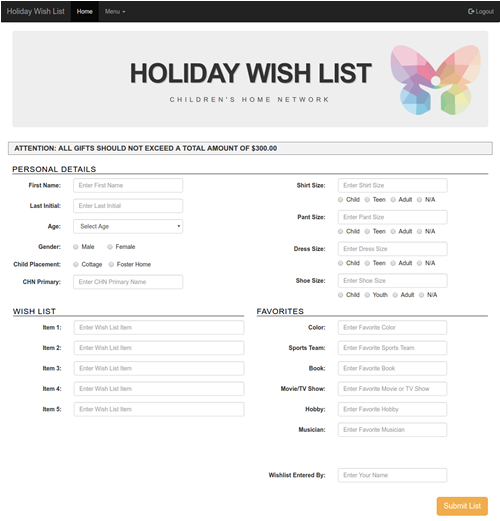 Holiday Wish List Home Menu Logout
HOLIDAY WISH LIST
CHILDREN'S HOME NETWORK
ATTENTION: ALL GIFTS SHOULD NOT EXCEED A TOTAL AMOUNT OF $300.00
PERSONAL DETAILS
First Name: Enter First Name
Last Initial: Enter Last Initial
Age: Select Age
Gender: Male Female
Child Placement: Cottage Foster Home
CHN Primary: Enter CHN Primary Name
Shirt Size: Enter Shirt Size
Child Teen Adult N/A
Pant Size: Enter Pant Size
Child Teen Adult N/A
Dress Size: Enter Dress Size
Child Teen Adult N/A
Shoe Size: Enter Shoe Size
Child Youth Adult N/A
WISH LIST
Item 1: Enter Wish List Item
Item 2: Enter Wish List Item
Item 3: Enter Wish List Item
Item 4: Enter Wish List Item
Item 5: Enter Wish List Item
FAVORITES
Color: Enter Favorite Color
Sports Team: Enter Favorite Sports Team
Book: Enter Favorite Book
Movie/TV Show: Enter Favorite Movie or TV Show
Hobby: Enter Favorite Hobby
Musician: Enter Favorite Musician
Wishlist Entered By: Enter Your Name
Submit List